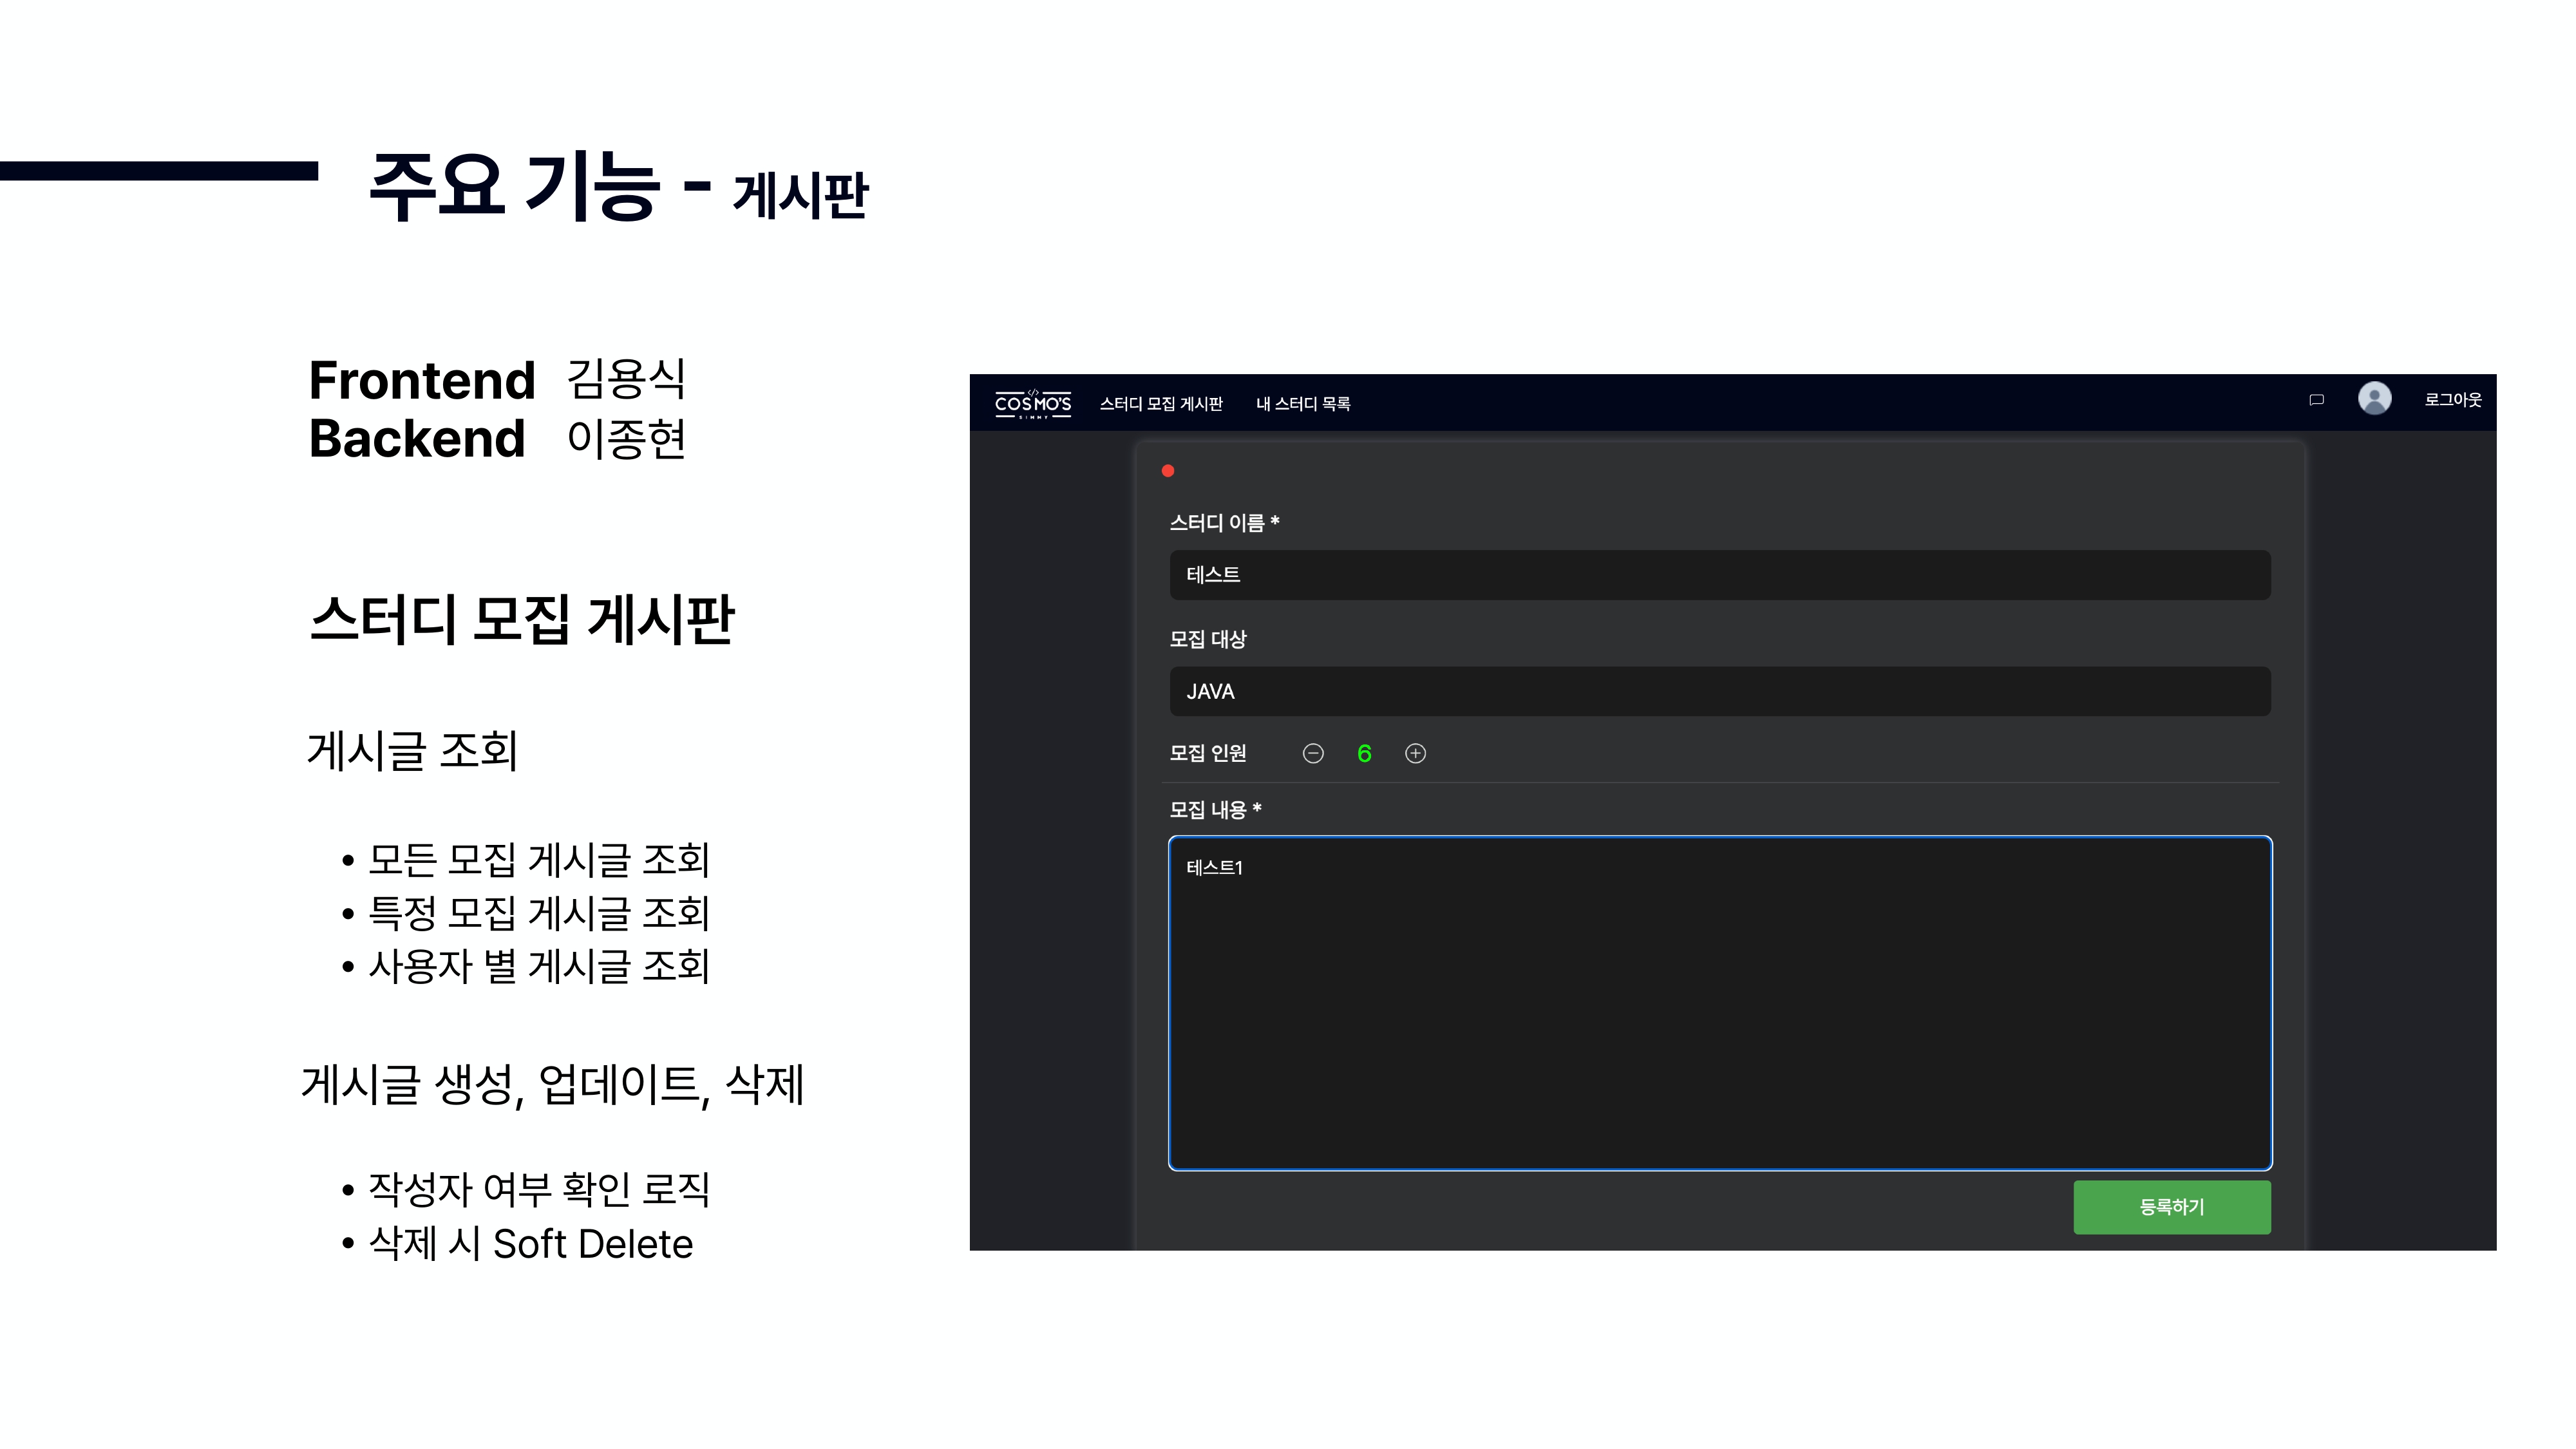 주요 기능 - 게시판
Frontend 김용식
Backend 이종현
스터디 모집 게시판
게시글 조회
• 모든 모집 게시글 조회
• 특정 모집 게시글 조회
• 사용자 별 게시글 조회
게시글 생성, 업데이트, 삭제
• 작성자 여부 확인 로직
• 삭제 시 Soft Delete
COSMO'S
SIMMY
스터디 모집 게시판 내 스터디 목록 로그아웃
스터디 이름 *
테스트
모집 대상
JAVA
모집 인원 6
모집 내용 *
테스트1
등록하기